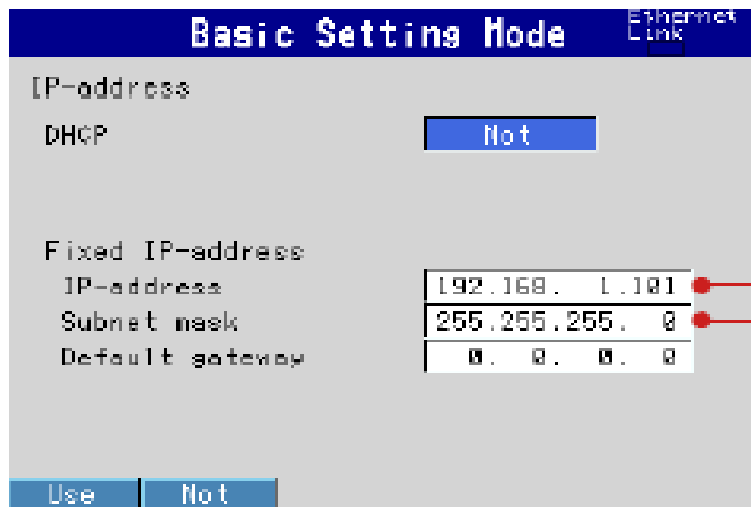 Basic Setting Mode
Ethernet
Link
IP-address
DHCP Not
Fixed IP-address
IP-address 192.168. 1.101
Subnet mask 255.255.255. 0
Default gateway 0. 0. 0. 0
Use Not